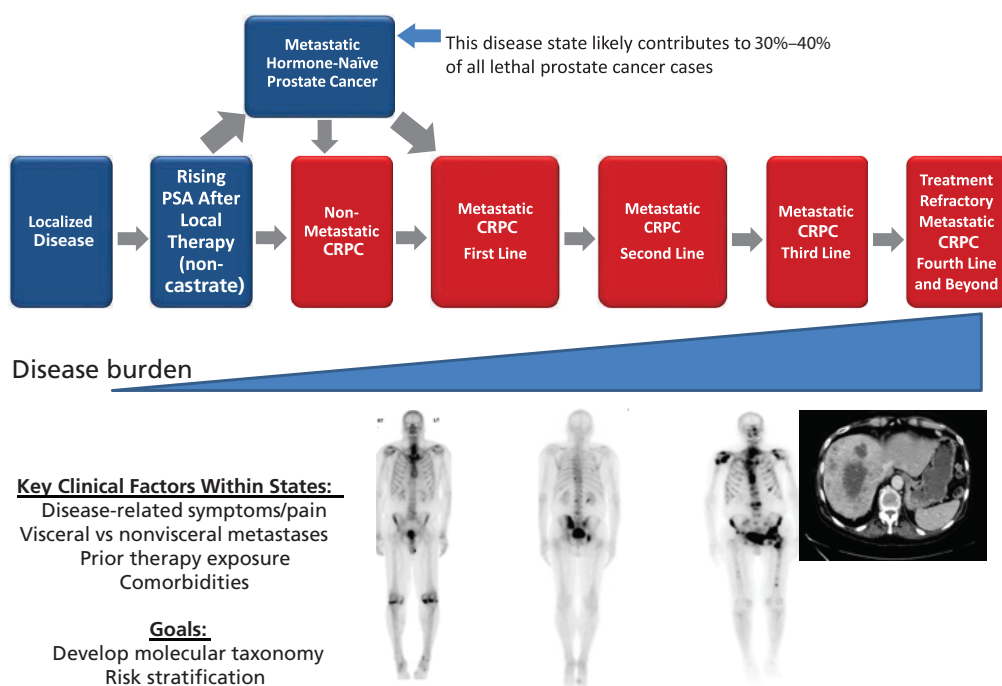 Metastatic
Hormone-Naïve
Prostate Cancer
This disease state likely contributes to 30%–40%
of all lethal prostate cancer cases
Localized
Disease
Rising
PSA After
Local
Therapy
(non-
castrate)
Non-
Metastatic
CRPC
Metastatic
CRPC
First Line
Metastatic
CRPC
Second Line
Metastatic
CRPC
Third Line
Treatment
Refractory
Metastatic
CRPC
Fourth Line
and Beyond
Disease burden
Key Clinical Factors Within States:
Disease-related symptoms/pain
Visceral vs nonvisceral metastases
Prior therapy exposure
Comorbidities
Goals:
Develop molecular taxonomy
Risk stratification